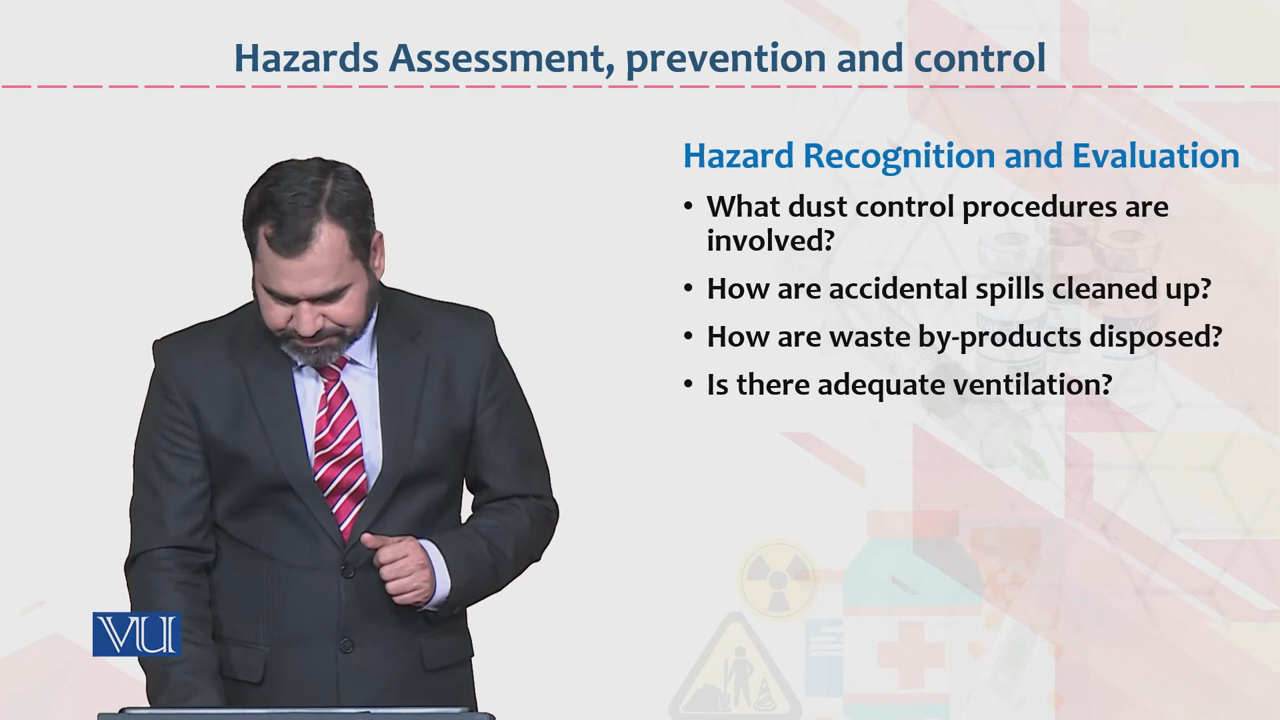 Hazards Assessment, prevention and control
Hazard Recognition and Evaluation
• What dust control procedures are
involved?
• How are accidental spills cleaned up?
• How are waste by-products disposed?
• Is there adequate ventilation?
VU